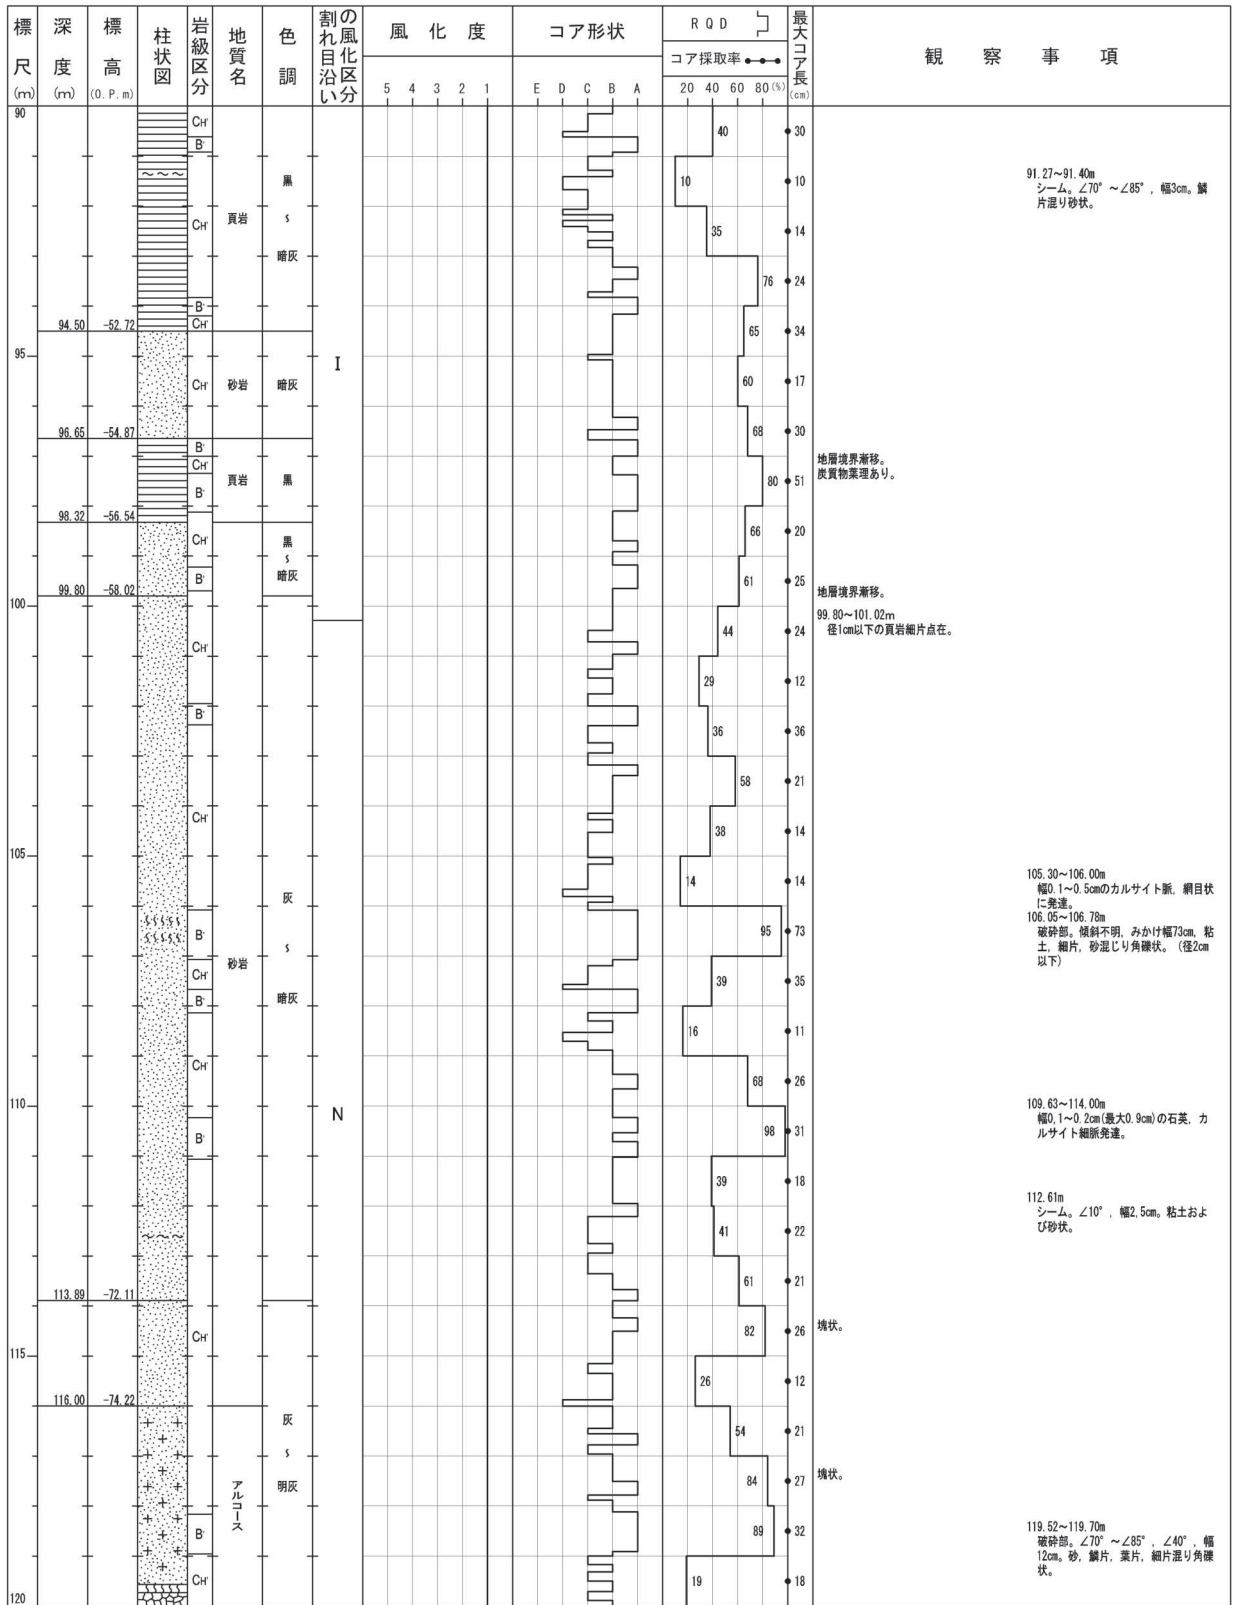 標尺(m)
深度(m)
標高(O.P.m)
柱状図
岩級区分
地質名
色調
割れ目沿いの風化区分
風化度
5 4 3 2 1
コア形状
E D C B A
RQD
コア採取率
20 40 60 80 (%)
最大コア長(cm)
観察事項
90
95
100
105
110
115
120
94.50 -52.72
96.65 -54.87
98.32 -56.54
99.80 -58.02
113.89 -72.11
116.00 -74.22
CH'
B'
CH'
B'
CH'
CH'
B'
CH'
B'
CH'
B'
CH'
B'
CH'
B'
CH'
B'
CH'
B'
CH'
B'
CH'
頁岩
砂岩
頁岩
砂岩
アルコース
黒
～
暗灰
暗灰
黒
黒
～
暗灰
灰
～
暗灰
灰
～
明灰
I
N
40 30
10 10
35 14
76 24
65 34
60 17
68 30
80 51
66 20
61 25
44 24
29 12
36 36
58 21
38 14
14 14
95 73
39 35
16 11
68 26
98 31
39 18
41 22
61 21
82 26
26 12
54 21
84 27
89 32
19 18
91.27～91.40m
シーム。∠70°～∠85°，幅3cm。鱗
片混り砂状。
地層境界漸移。
炭質物葉理あり。
地層境界漸移。
99.80～101.02m
径1cm以下の頁岩細片点在。
105.30～106.00m
幅0.1～0.5cmのカルサイト脈，網目状
に発達。
106.05～106.78m
破砕部。傾斜不明，みかけ幅73cm，粘
土，細片，砂混じり角礫状。（径2cm
以下）
109.63～114.00m
幅0.1～0.2cm(最大0.9cm)の石英，カ
ルサイト細脈発達。
112.61m
シーム。∠10°，幅2.5cm。粘土およ
び砂状。
塊状。
塊状。
119.52～119.70m
破砕部。∠70°～∠85°，∠40°，幅
12cm。砂，鱗片，葉片，細片混り角礫
状。